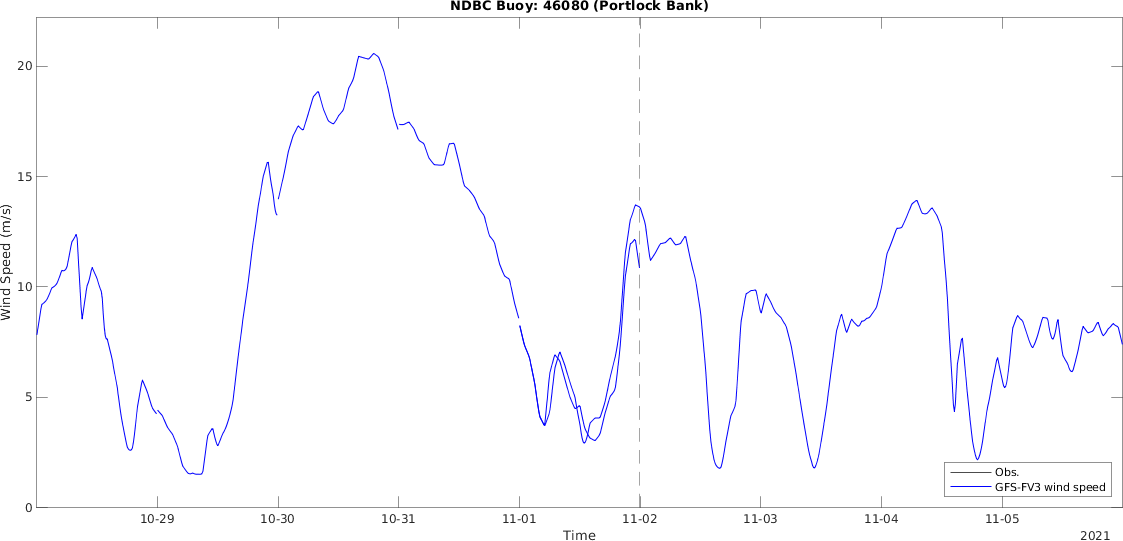 NDBC Buoy: 46080 (Portlock Bank)
20
15
10
5
0
Wind Speed (m/s)
10-29 10-30 10-31 11-01 11-02 11-03 11-04 11-05
Time
2021
Obs.
GFS-FV3 wind speed